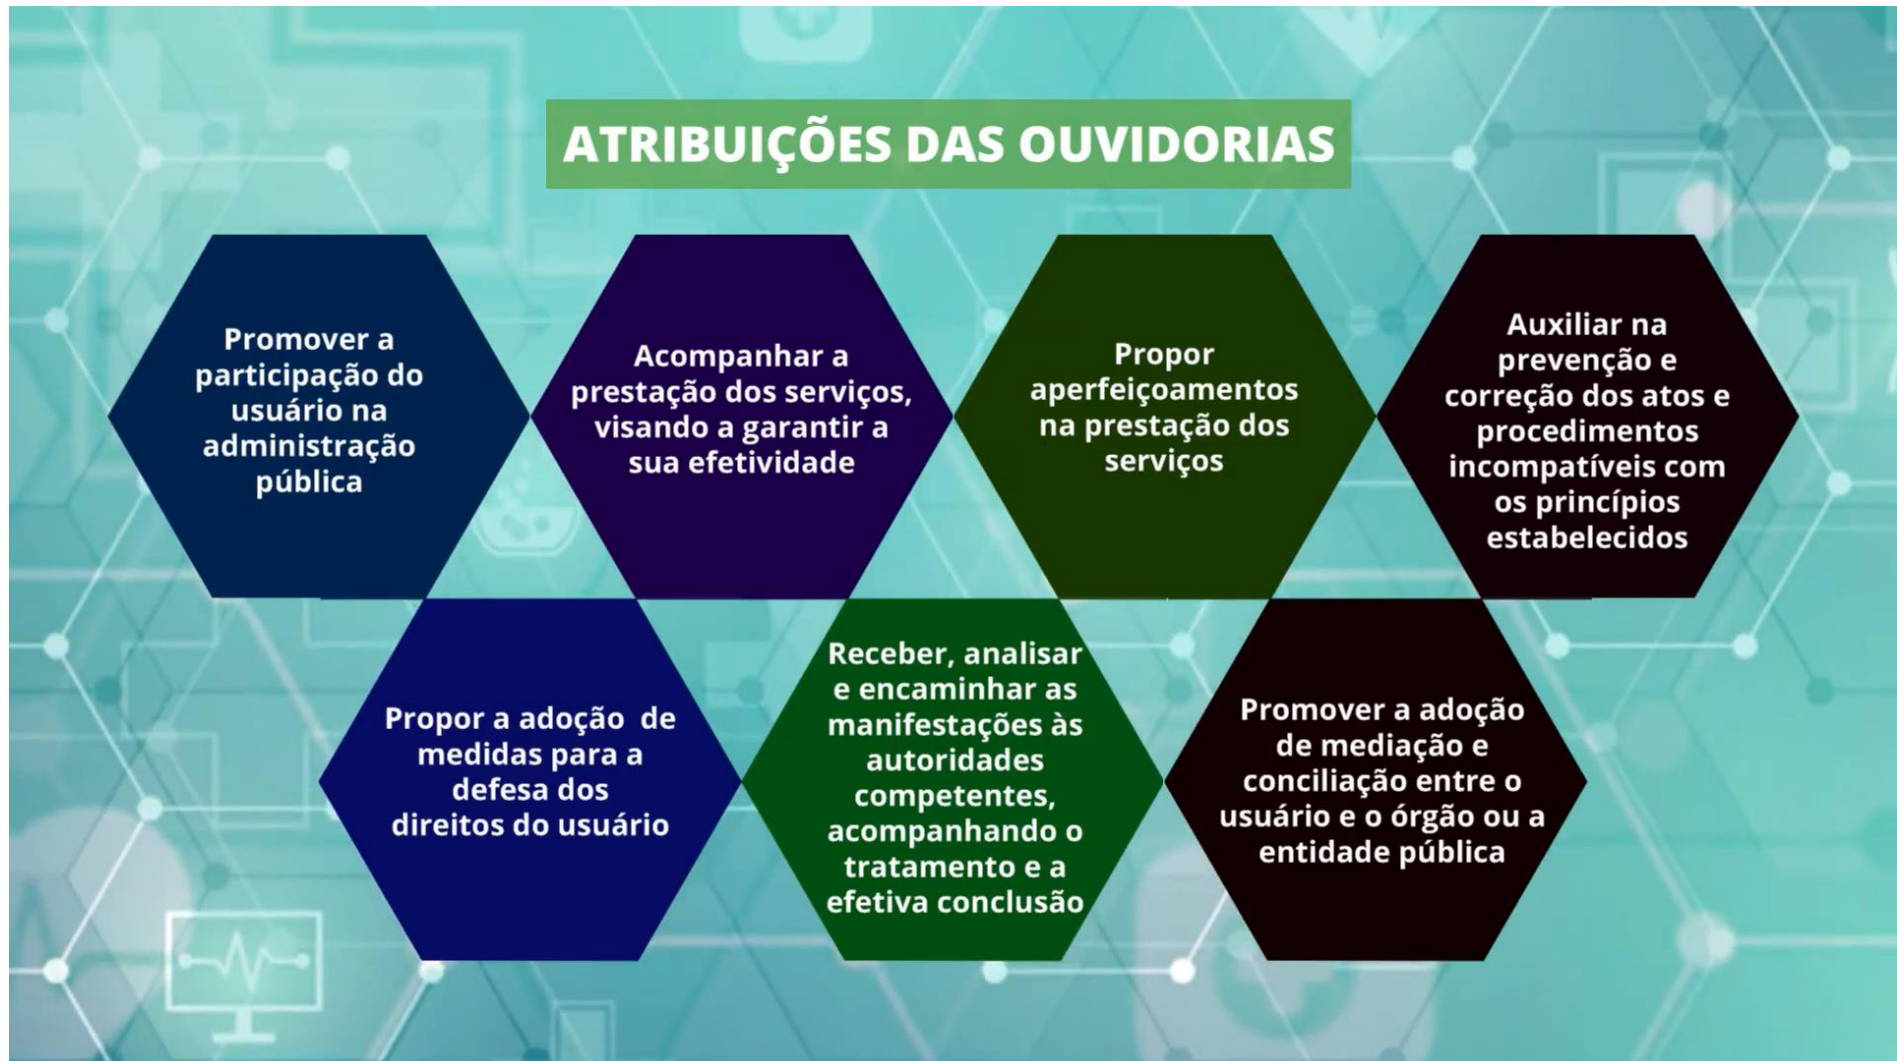 ATRIBUIÇÕES DAS OUVIDORIAS
Promover a
participação do
usuário na
administração
pública
Acompanhar a
prestação dos serviços,
visando a garantir a
sua efetividade
Propor
aperfeiçoamentos
na prestação dos
serviços
Auxiliar na
prevenção e
correção dos atos e
procedimentos
incompatíveis com
os princípios
estabelecidos
Propor a adoção  de
medidas para a
defesa dos
direitos do usuário
Receber, analisar
e encaminhar as
manifestações às
autoridades
competentes,
acompanhando o
tratamento e a
efetiva conclusão
Promover a adoção
de mediação e
conciliação entre o
usuário e o órgão ou a
entidade pública